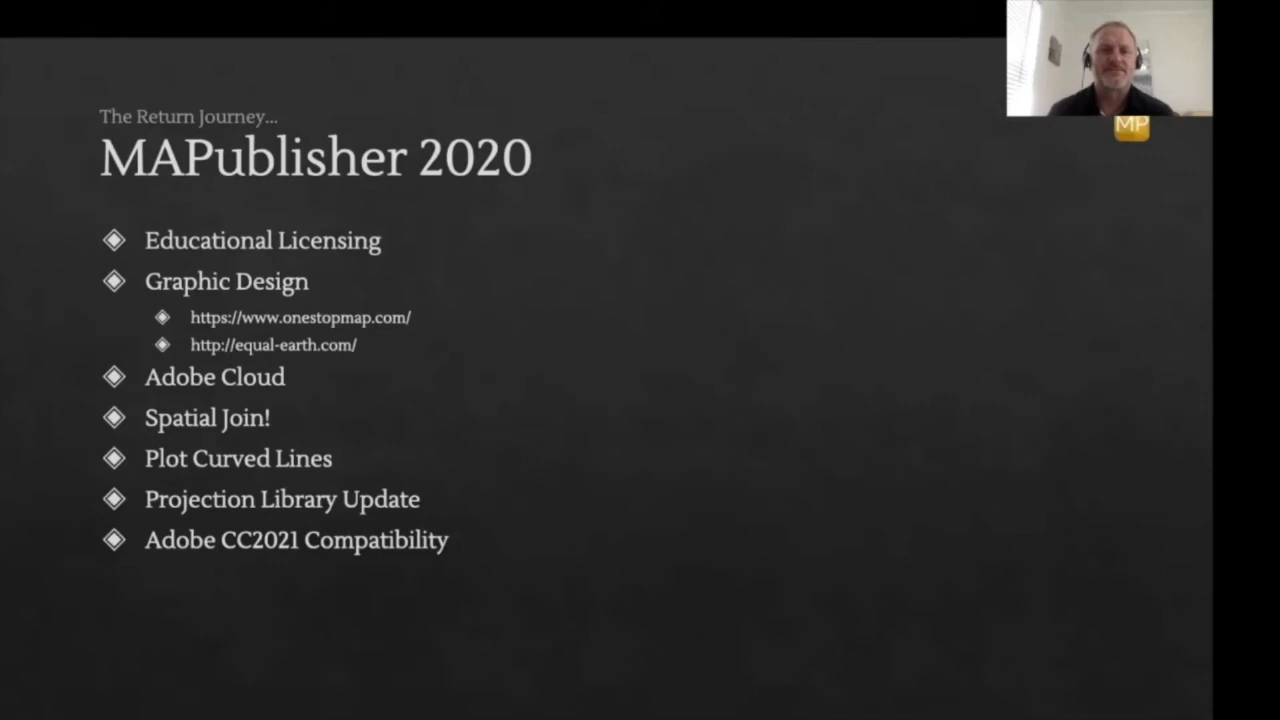 The Return Journey...
MAPublisher 2020
Educational Licensing
Graphic Design
https://www.onestopmap.com/
http://equal-earth.com/
Adobe Cloud
Spatial Join!
Plot Curved Lines
Projection Library Update
Adobe CC2021 Compatibility
MP